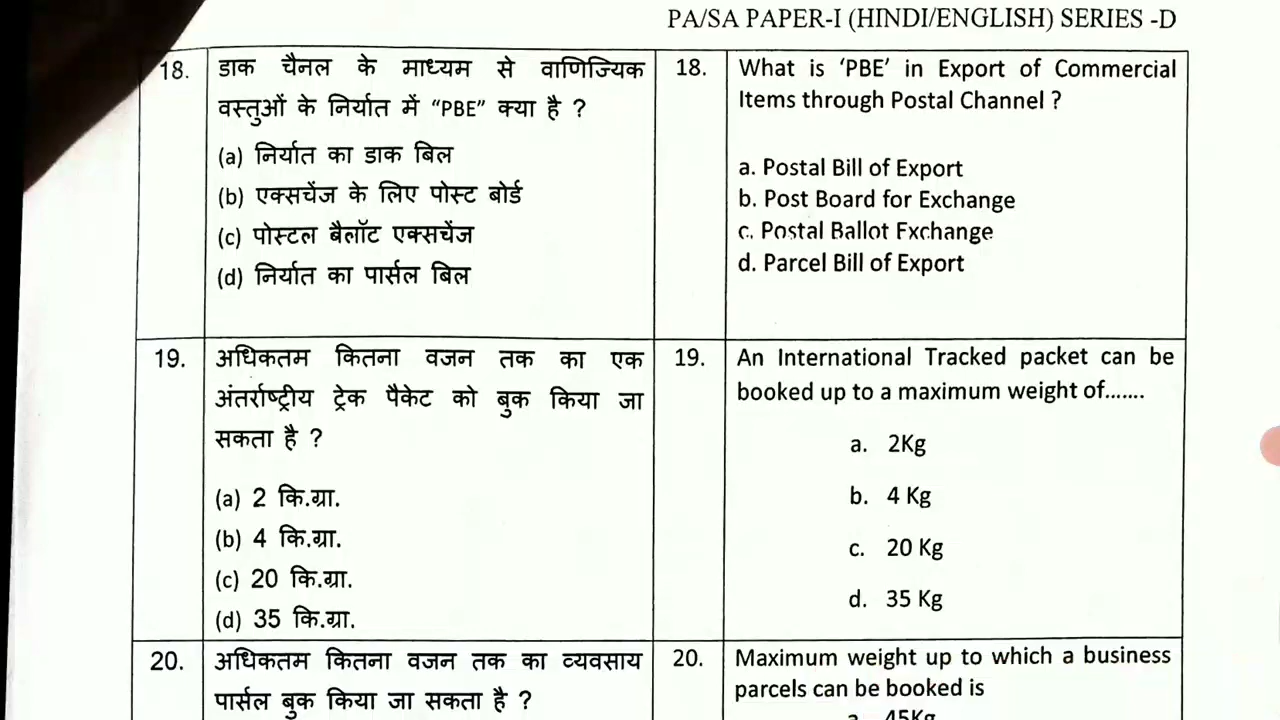 PA/SA PAPER-I (HINDI/ENGLISH) SERIES -D
18. डाक चैनल के माध्यम से वाणिज्यिक
वस्तुओं के निर्यात में “PBE” क्या है ?
(a) निर्यात का डाक बिल
(b) एक्सचेंज के लिए पोस्ट बोर्ड
(c) पोस्टल बैलॉट एक्सचेंज
(d) निर्यात का पार्सल बिल
18. What is ‘PBE’ in Export of Commercial
Items through Postal Channel ?
a. Postal Bill of Export
b. Post Board for Exchange
c. Postal Ballot Exchange
d. Parcel Bill of Export
19. अधिकतम कितना वजन तक का एक
अंतर्राष्ट्रीय ट्रेक पैकेट को बुक किया जा
सकता है ?
(a) 2 कि.ग्रा.
(b) 4 कि.ग्रा.
(c) 20 कि.ग्रा.
(d) 35 कि.ग्रा.
19. An International Tracked packet can be
booked up to a maximum weight of.......
a. 2Kg
b. 4 Kg
c. 20 Kg
d. 35 Kg
20. अधिकतम कितना वजन तक का व्यवसाय
पार्सल बुक किया जा सकता है ?
20. Maximum weight up to which a business
parcels can be booked is
a. 45Kg